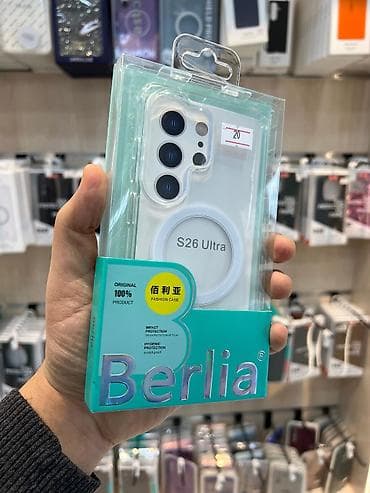 20
S26 Ultra
ORIGINAL
100%
PRODUCT
佰利亚
FASHION CASE
IMPACT
PROTECTION
HYGIENIC
PROTECTION
Berlia®